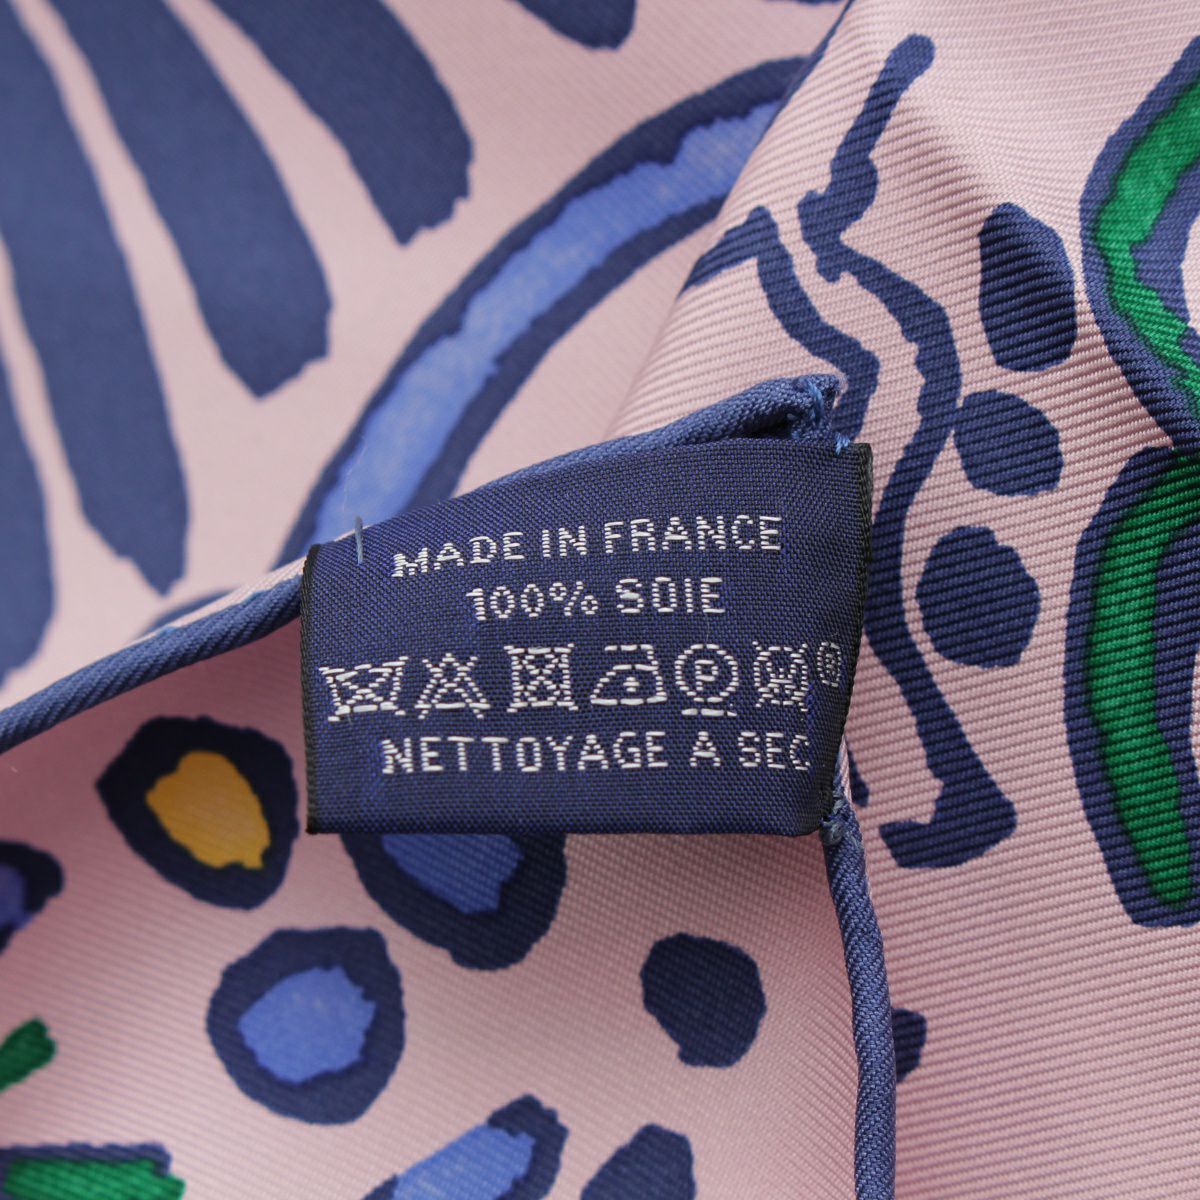 MADE IN FRANCE
100% SOIE
P ®
NETTOYAGE A SEC